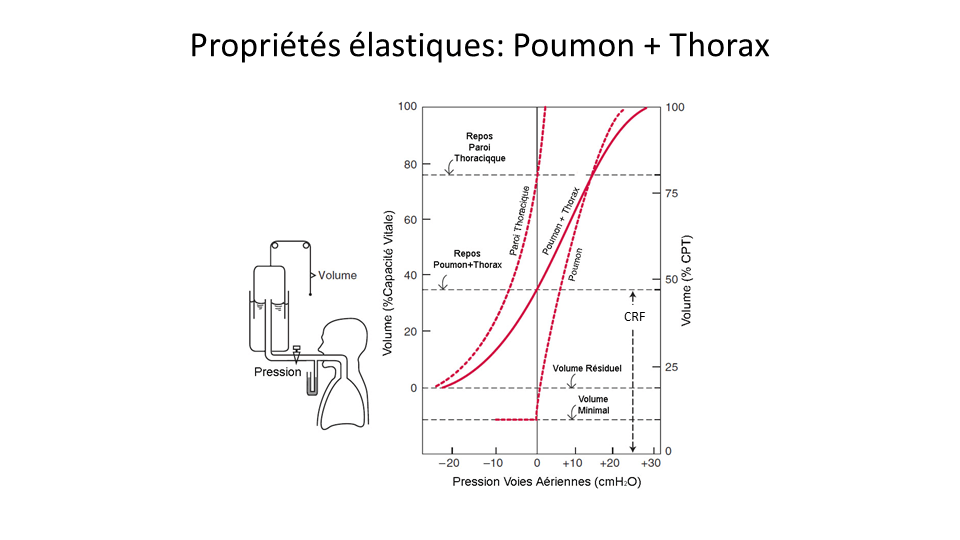 Propriétés élastiques: Poumon + Thorax
Volume
Pression
Volume (%Capacité Vitale)
100
80
60
40
20
0
Repos
Paroi
Thoraciqque
Repos
Poumon+Thorax
Paroi Thoracique
Poumon + Thorax
Poumon
CRF
Volume Résiduel
Volume
Minimal
100
75
50
25
0
Volume (% CPT)
−20
−10
0
+10
+20
+30
Pression Voies Aériennes (cmH₂O)